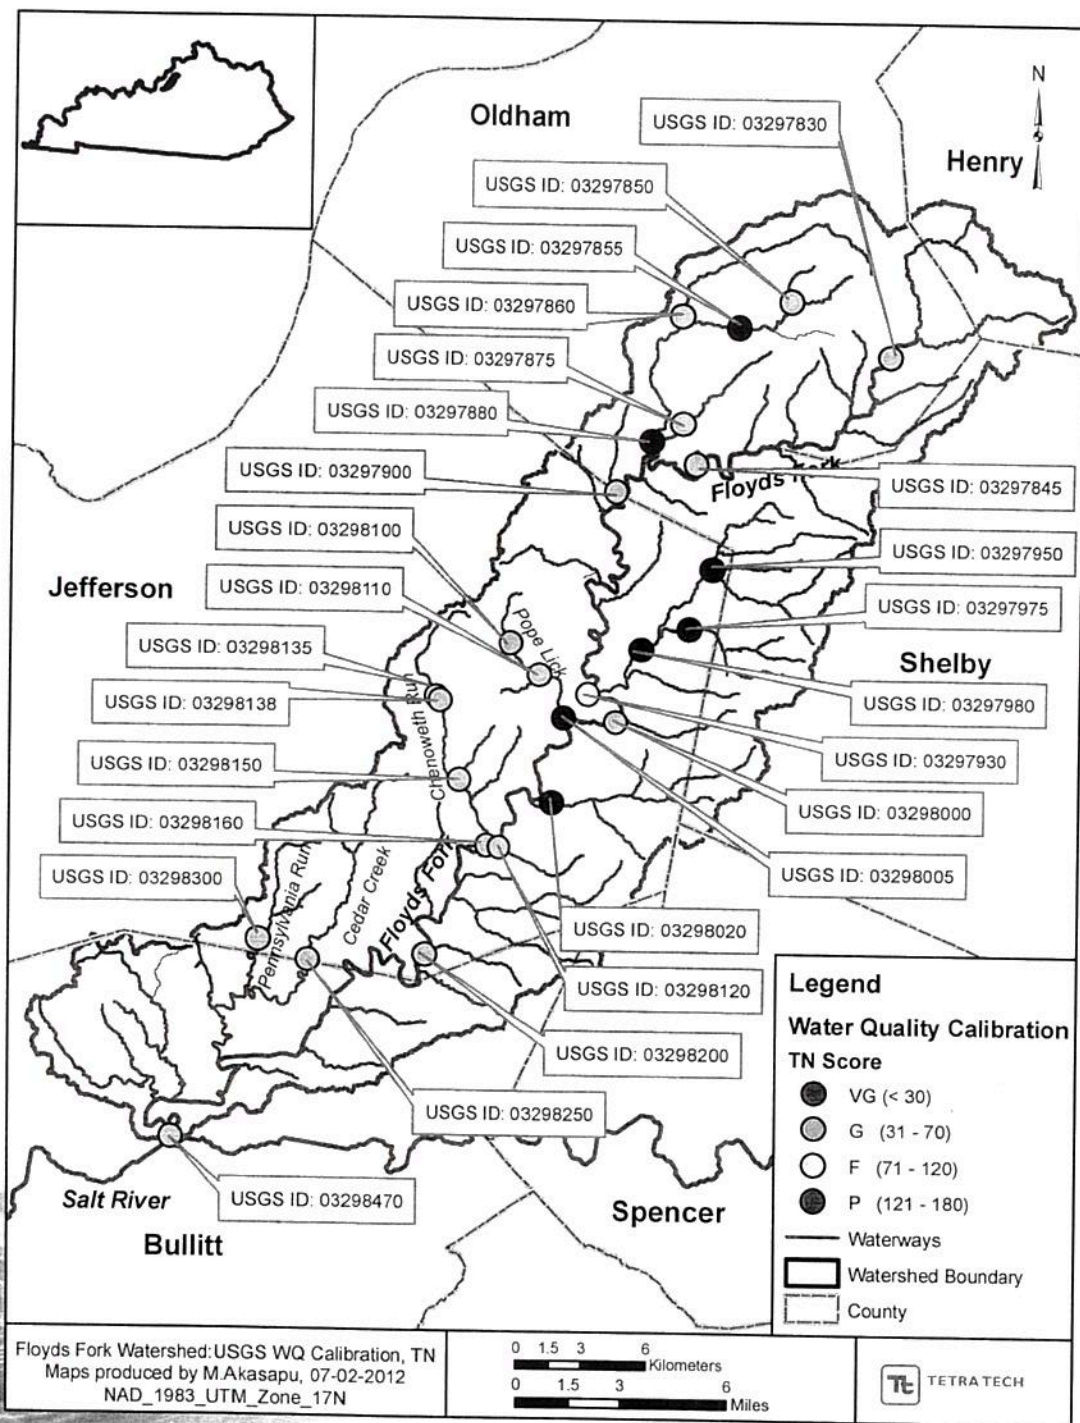 N
Oldham
USGS ID: 03297830
Henry
USGS ID: 03297850
USGS ID: 03297855
USGS ID: 03297860
USGS ID: 03297875
USGS ID: 03297880
USGS ID: 03297900
Floyds Fork
USGS ID: 03297845
USGS ID: 03298100
USGS ID: 03297950
Jefferson
USGS ID: 03298110
USGS ID: 03297975
Pope Lick
USGS ID: 03298135
Shelby
USGS ID: 03298138
USGS ID: 03297980
Chenoweth Run
USGS ID: 03297930
USGS ID: 03298150
USGS ID: 03298000
USGS ID: 03298160
USGS ID: 03298005
USGS ID: 03298300
Pennsylvania Run
Cedar Creek
Floyds Fork
USGS ID: 03298020
USGS ID: 03298120
USGS ID: 03298200
USGS ID: 03298250
Salt River
USGS ID: 03298470
Spencer
Bullitt
Legend
Water Quality Calibration
TN Score
VG (< 30)
G (31 - 70)
F (71 - 120)
P (121 - 180)
Waterways
Watershed Boundary
County
Floyds Fork Watershed:USGS WQ Calibration, TN
Maps produced by M.Akasapu, 07-02-2012
NAD_1983_UTM_Zone_17N
0 1.5 3 6
Kilometers
0 1.5 3 6
Miles
Tt TETRA TECH